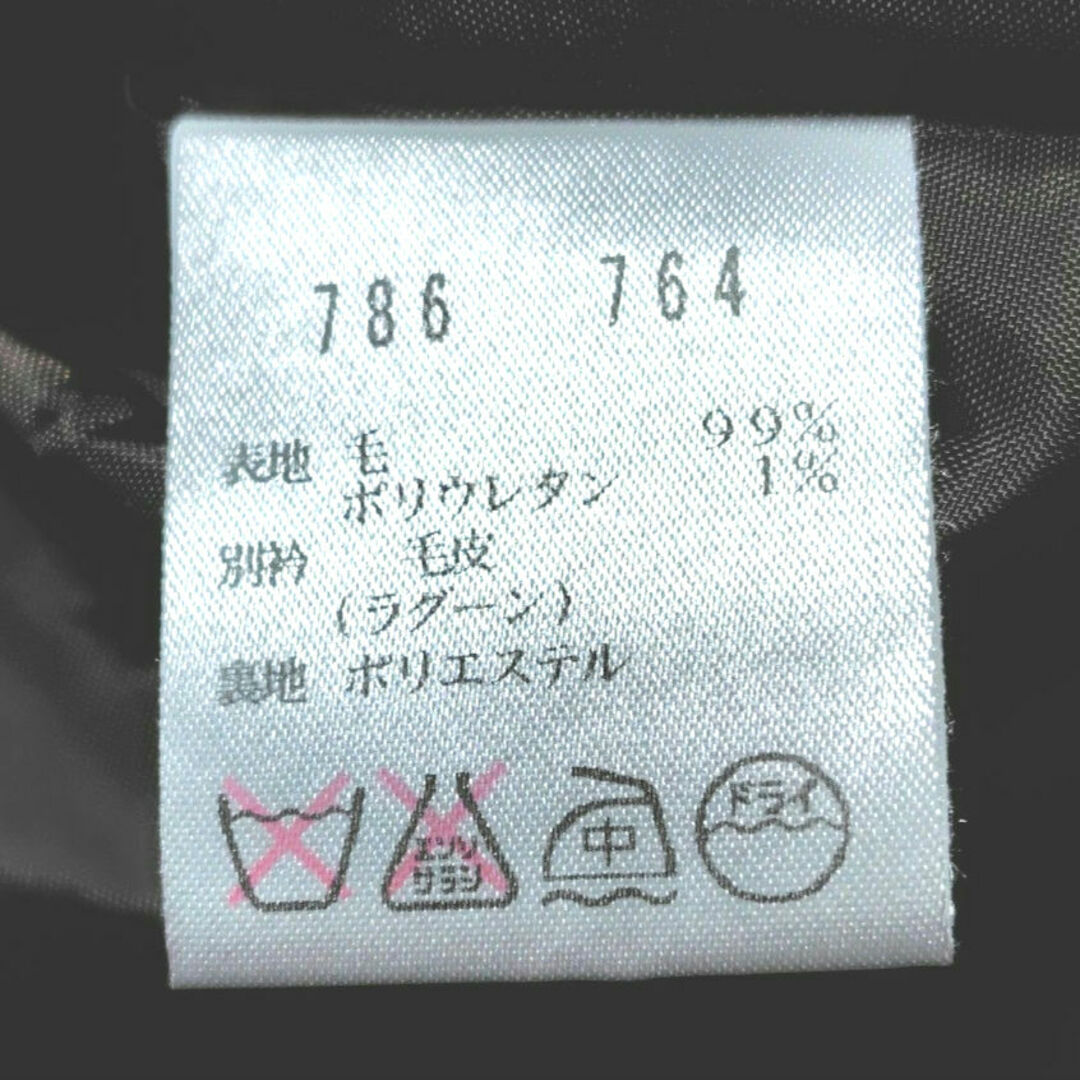 786 764
表地 毛 99%
ポリウレタン 1%
別衿 毛皮
(ラグーン)
裏地 ポリエステル
エンソ
サラシ
中
ドライ